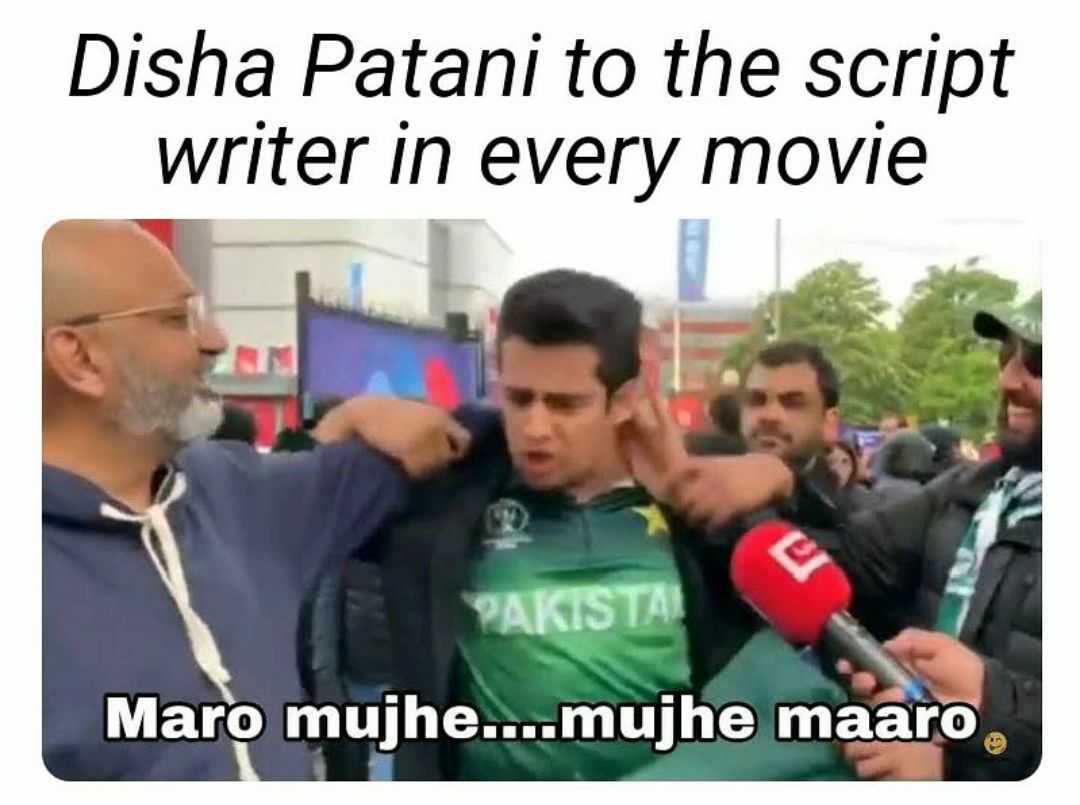 Disha Patani to the script
writer in every movie
PAKISTA
Maro mujhe....mujhe maaro